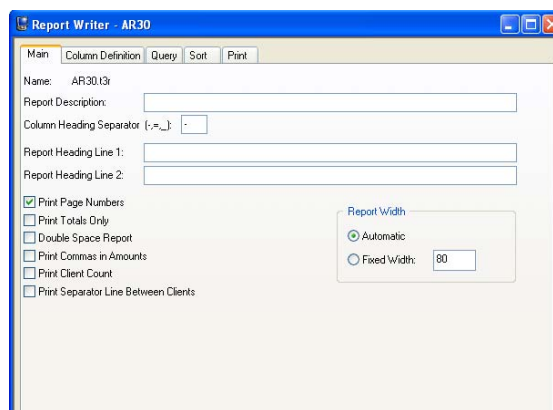 Report Writer - AR30
Main Column Definition Query Sort Print
Name: AR30.t3r
Report Description:
Column Heading Separator (-,=,_): -
Report Heading Line 1:
Report Heading Line 2:
Print Page Numbers
Print Totals Only
Double Space Report
Print Commas in Amounts
Print Client Count
Print Separator Line Between Clients
Report Width
Automatic
Fixed Width: 80